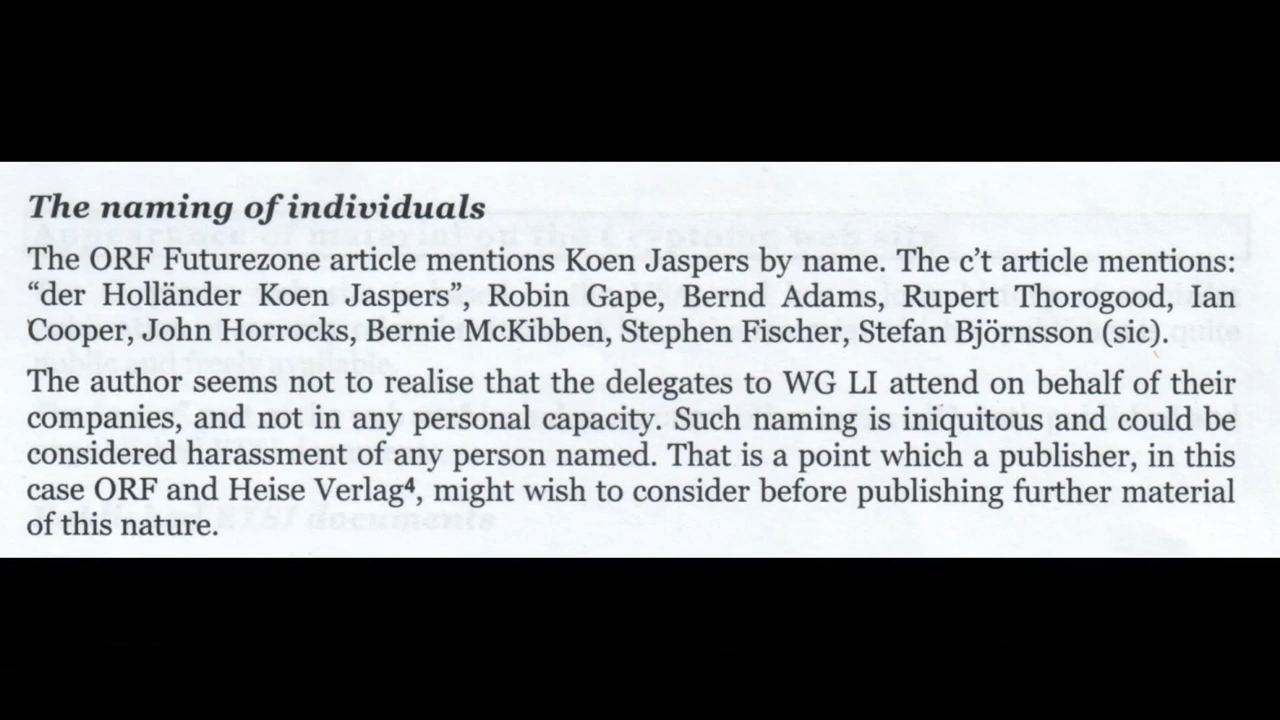 The naming of individuals
The ORF Futurezone article mentions Koen Jaspers by name. The c't article mentions:
“der Holländer Koen Jaspers”, Robin Gape, Bernd Adams, Rupert Thorogood, Ian
Cooper, John Horrocks, Bernie McKibben, Stephen Fischer, Stefan Björnsson (sic).
The author seems not to realise that the delegates to WG LI attend on behalf of their
companies, and not in any personal capacity. Such naming is iniquitous and could be
considered harassment of any person named. That is a point which a publisher, in this
case ORF and Heise Verlag⁴, might wish to consider before publishing further material
of this nature.